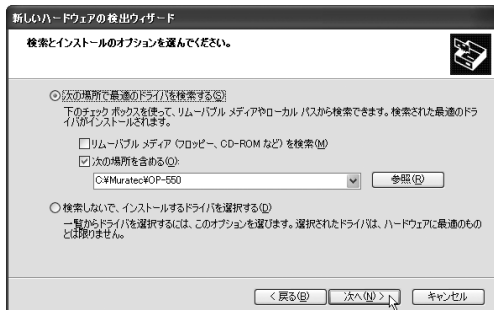 新しいハードウェアの検出ウィザード
検索とインストールのオプションを選んでください。
次の場所で最適のドライバを検索する(S):
下のチェック ボックスを使って、リムーバブル メディアやローカル パスから検索できます。検索された最適のドラ
イバがインストールされます。
リムーバブル メディア (フロッピー、CD-ROM など) を検索(M)
次の場所を含める(O):
C:¥Muratec¥OP-550
参照(R)
検索しないで、インストールするドライバを選択する(D)
一覧からドライバを選択するには、このオプションを選びます。選択されたドライバは、ハードウェアに最適のもの
とは限りません。
< 戻る(B) 次へ(N) > キャンセル